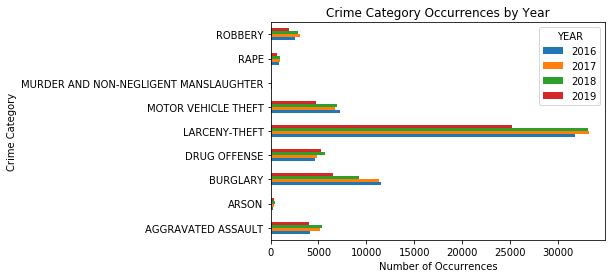 Crime Category Occurrences by Year
YEAR
2016
2017
2018
2019
Crime Category
ROBBERY
RAPE
MURDER AND NON-NEGLIGENT MANSLAUGHTER
MOTOR VEHICLE THEFT
LARCENY-THEFT
DRUG OFFENSE
BURGLARY
ARSON
AGGRAVATED ASSAULT
0 5000 10000 15000 20000 25000 30000
Number of Occurrences